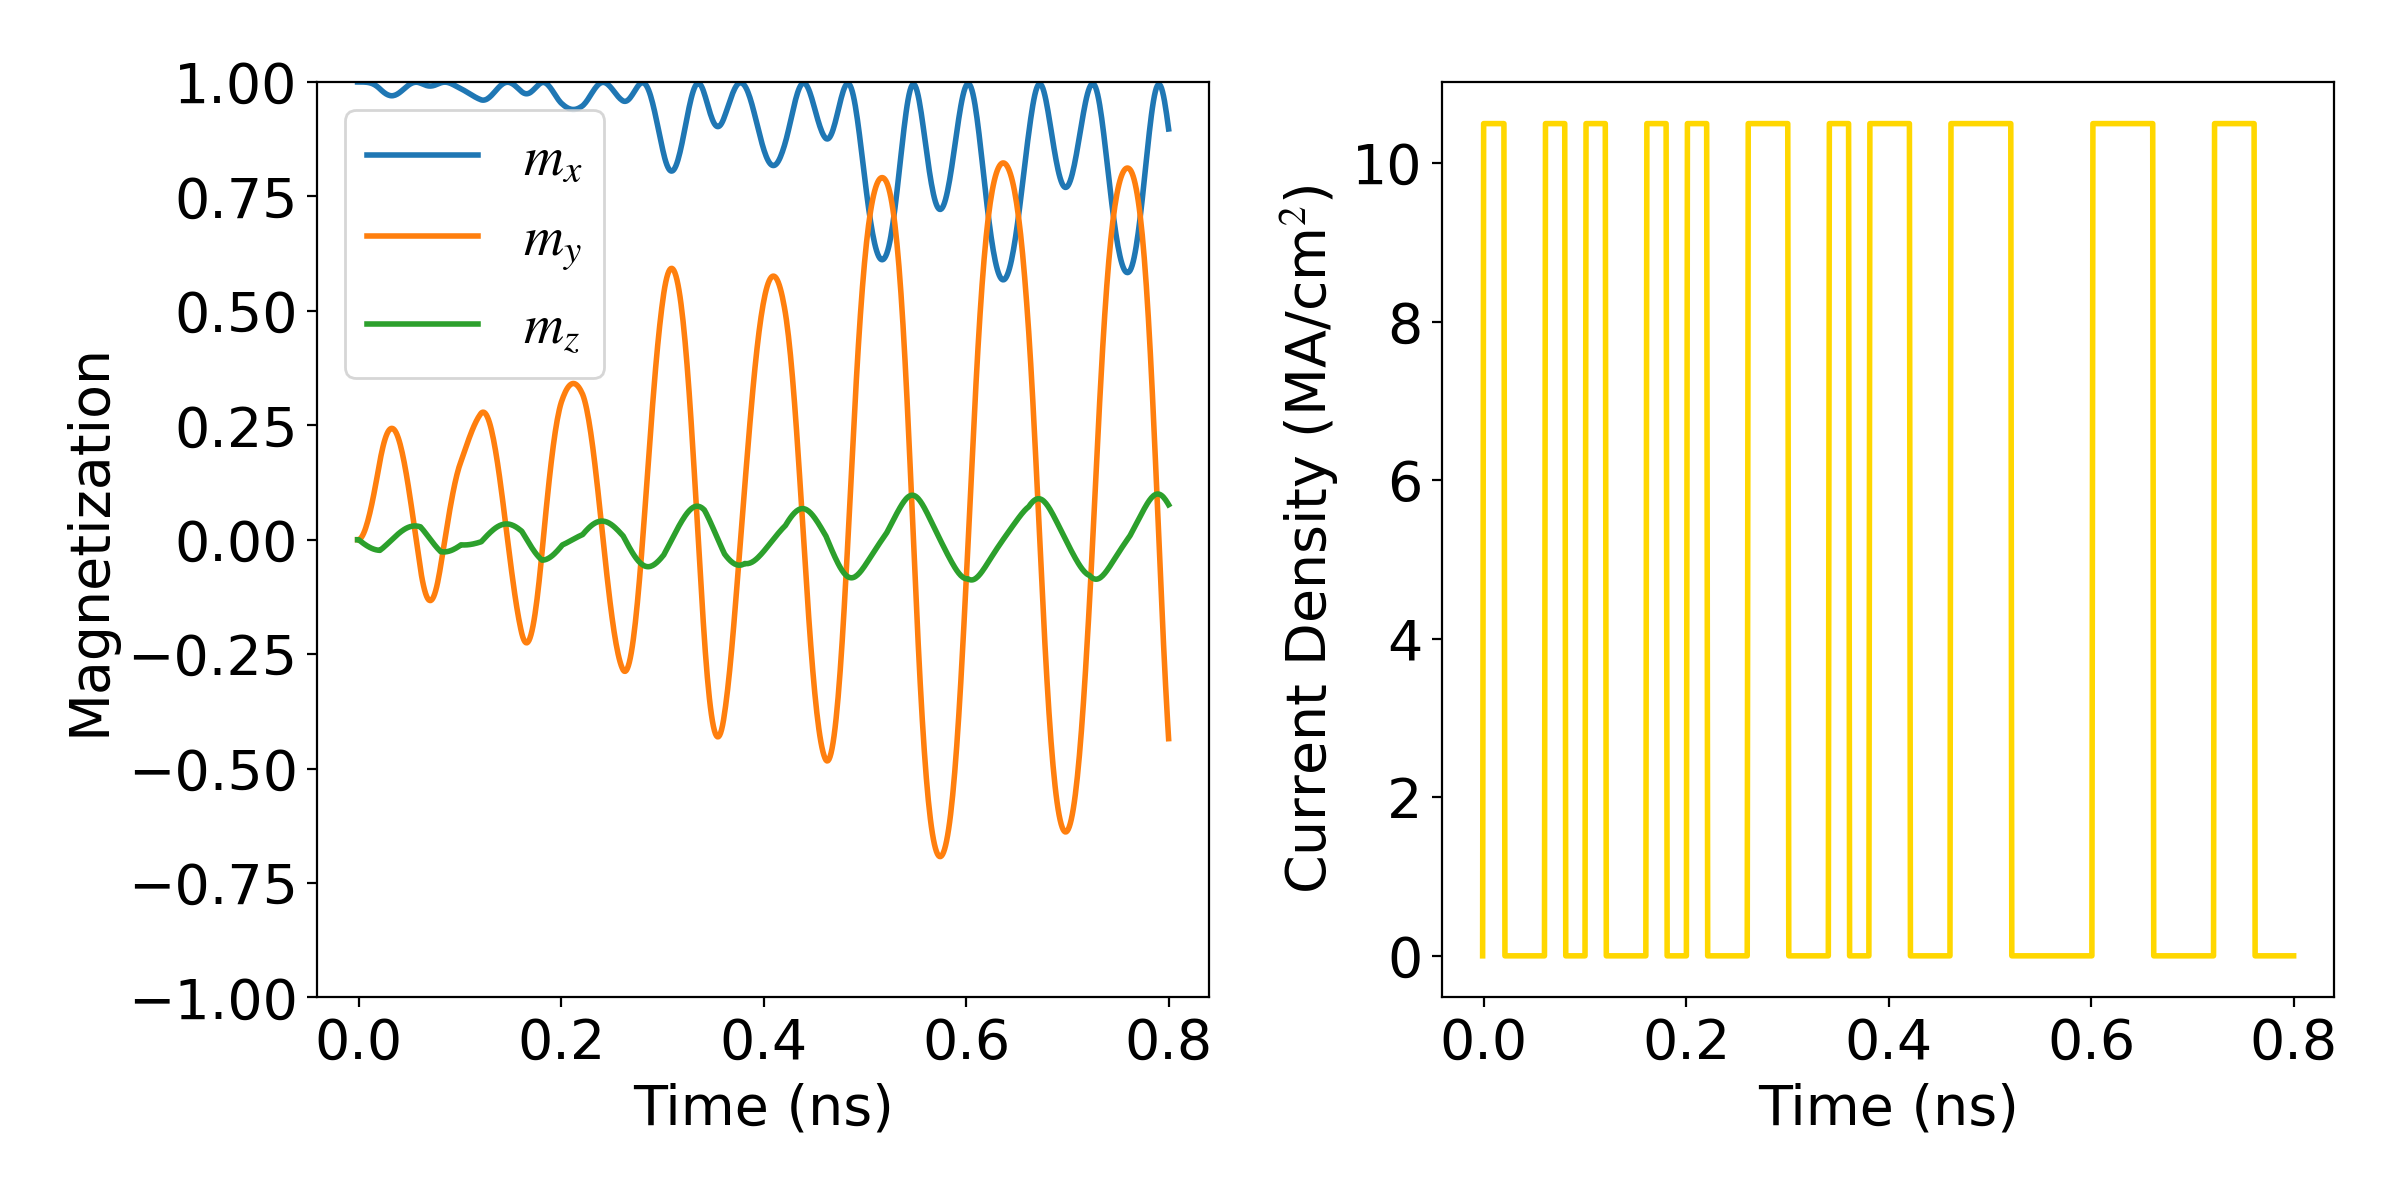 1.00
0.75
0.50
0.25
0.00
−0.25
−0.50
−0.75
−1.00
Magnetization
m_x
m_y
m_z
0.0 0.2 0.4 0.6 0.8
Time (ns)
10
8
6
4
2
0
Current Density (MA/cm²)
0.0 0.2 0.4 0.6 0.8
Time (ns)